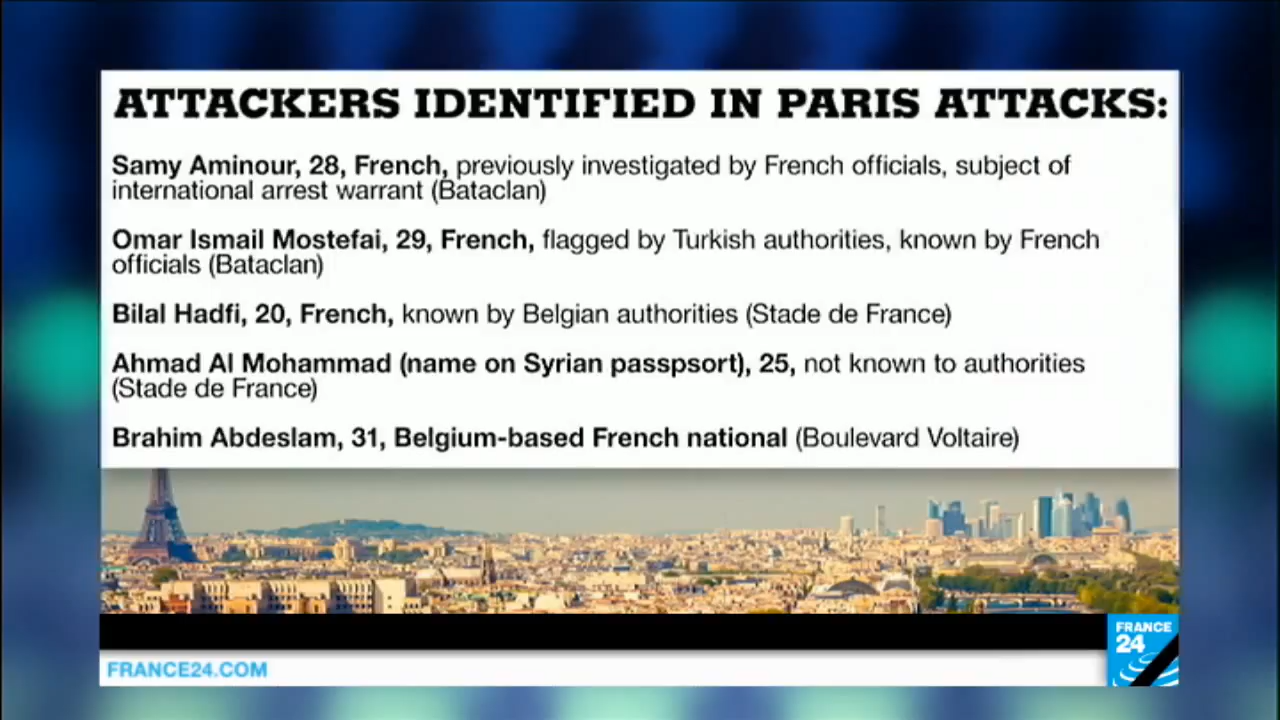 ATTACKERS IDENTIFIED IN PARIS ATTACKS:
Samy Aminour, 28, French, previously investigated by French officials, subject of
international arrest warrant (Bataclan)
Omar Ismail Mostefai, 29, French, flagged by Turkish authorities, known by French
officials (Bataclan)
Bilal Hadfi, 20, French, known by Belgian authorities (Stade de France)
Ahmad Al Mohammad (name on Syrian passpsort), 25, not known to authorities
(Stade de France)
Brahim Abdeslam, 31, Belgium-based French national (Boulevard Voltaire)
FRANCE
24
FRANCE24.COM